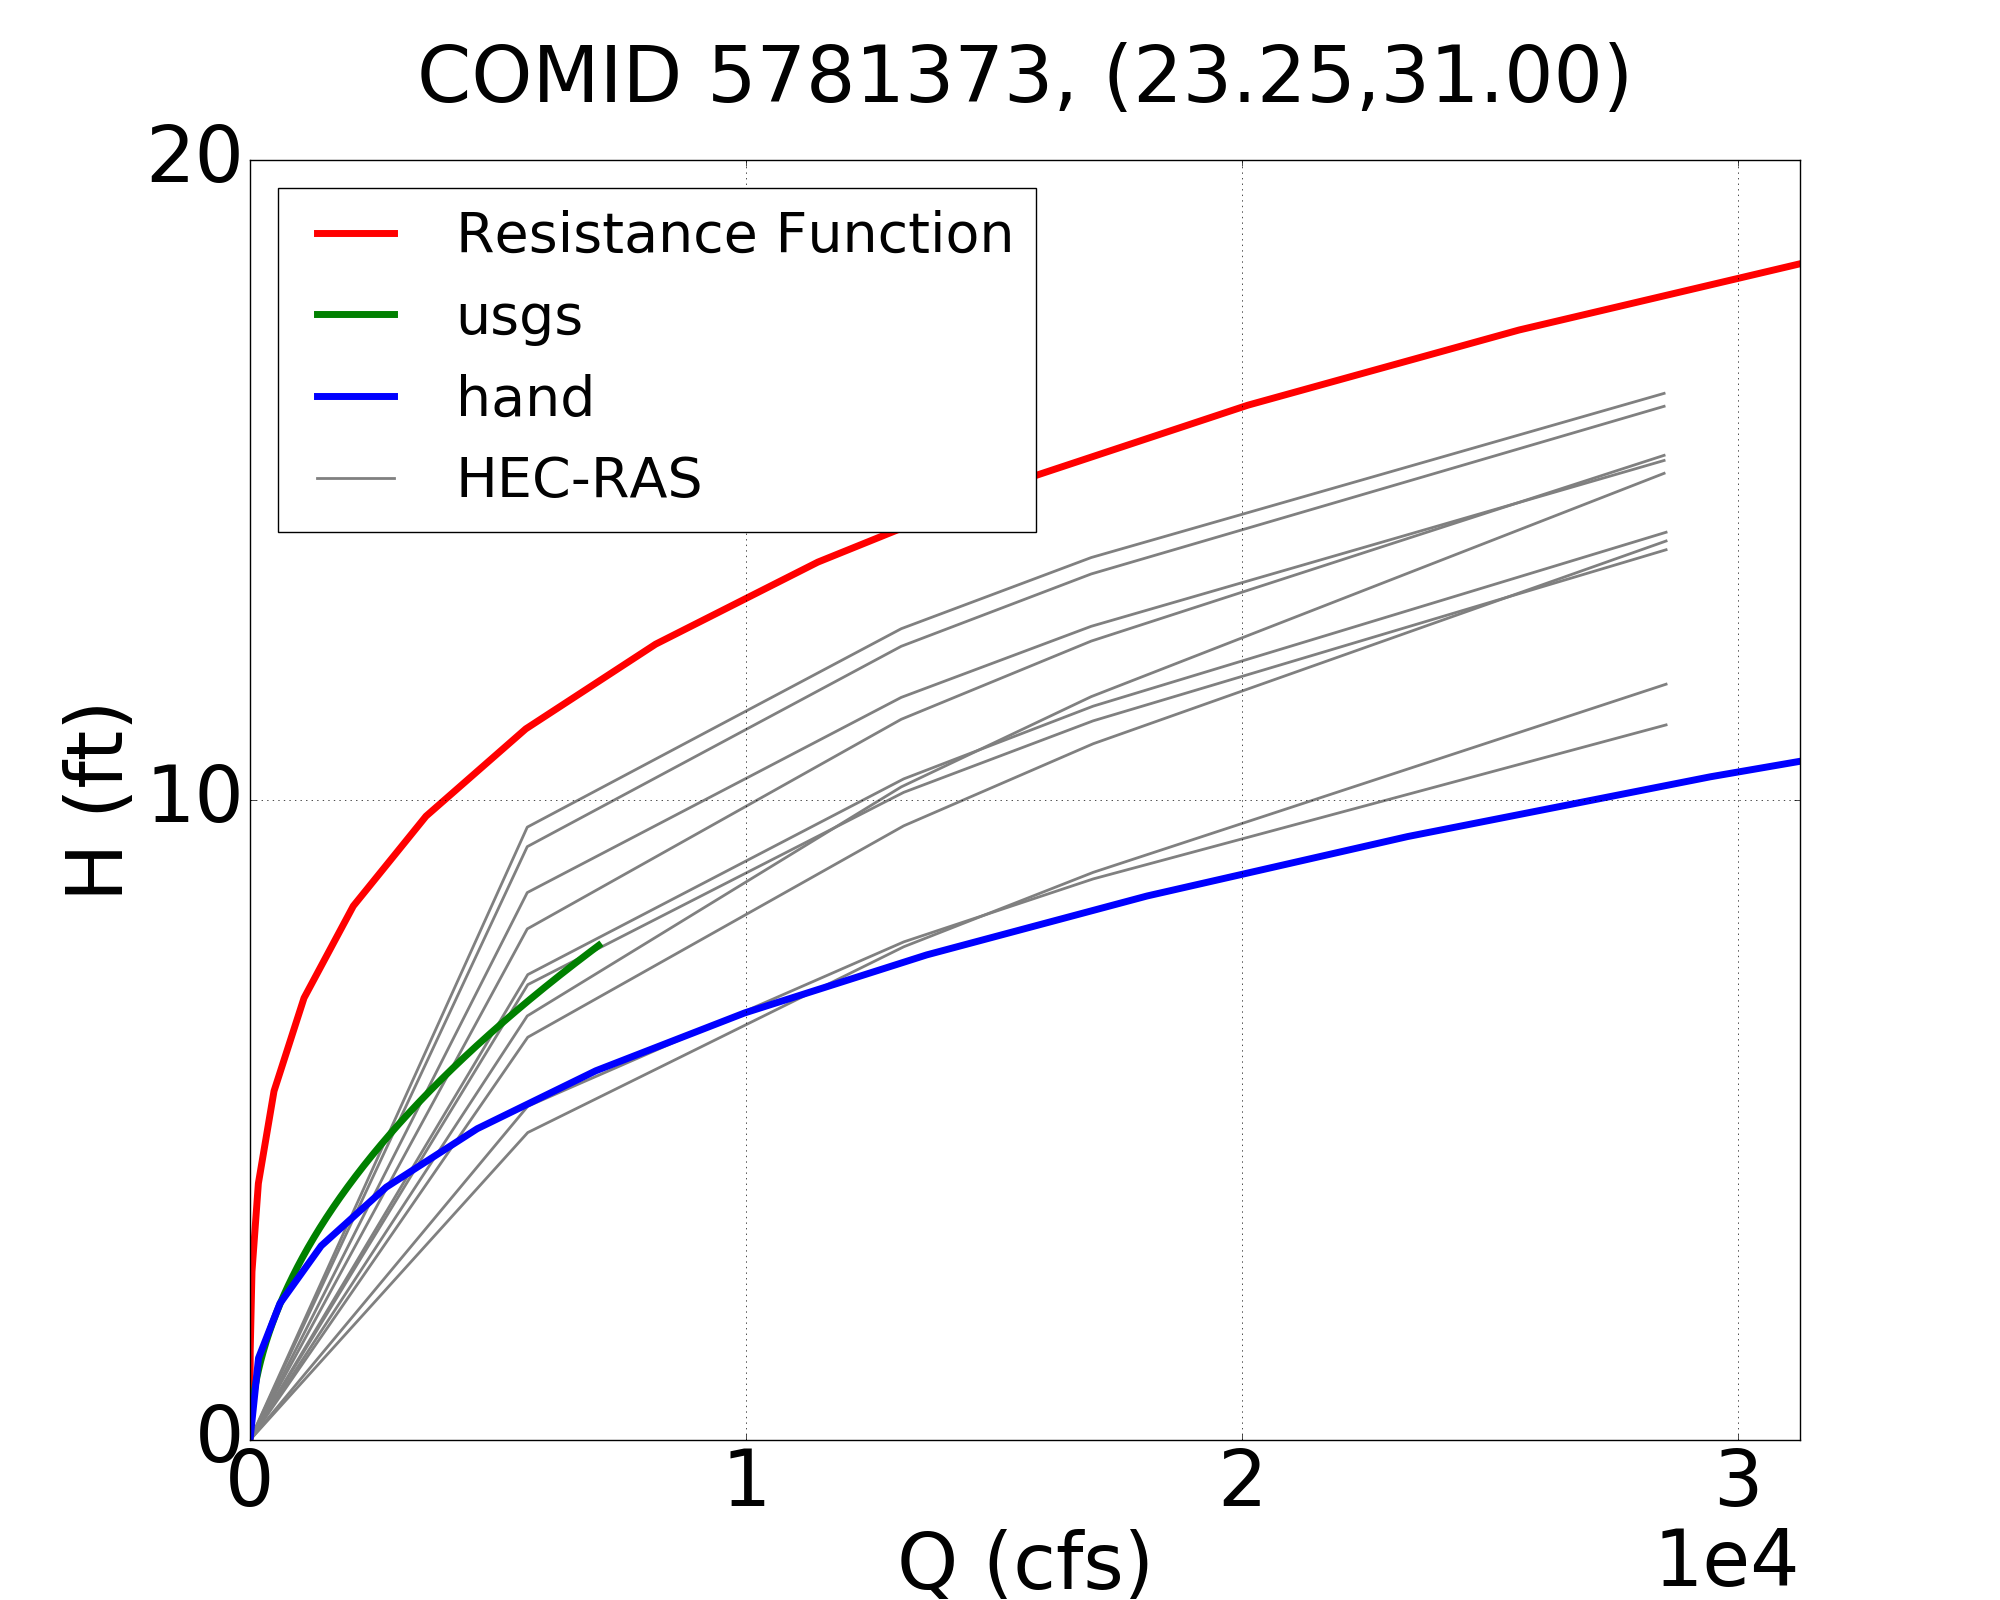 COMID 5781373, (23.25,31.00)
20
10
0
H (ft)
Resistance Function
usgs
hand
HEC-RAS
0 1 2 3
1e4
Q (cfs)